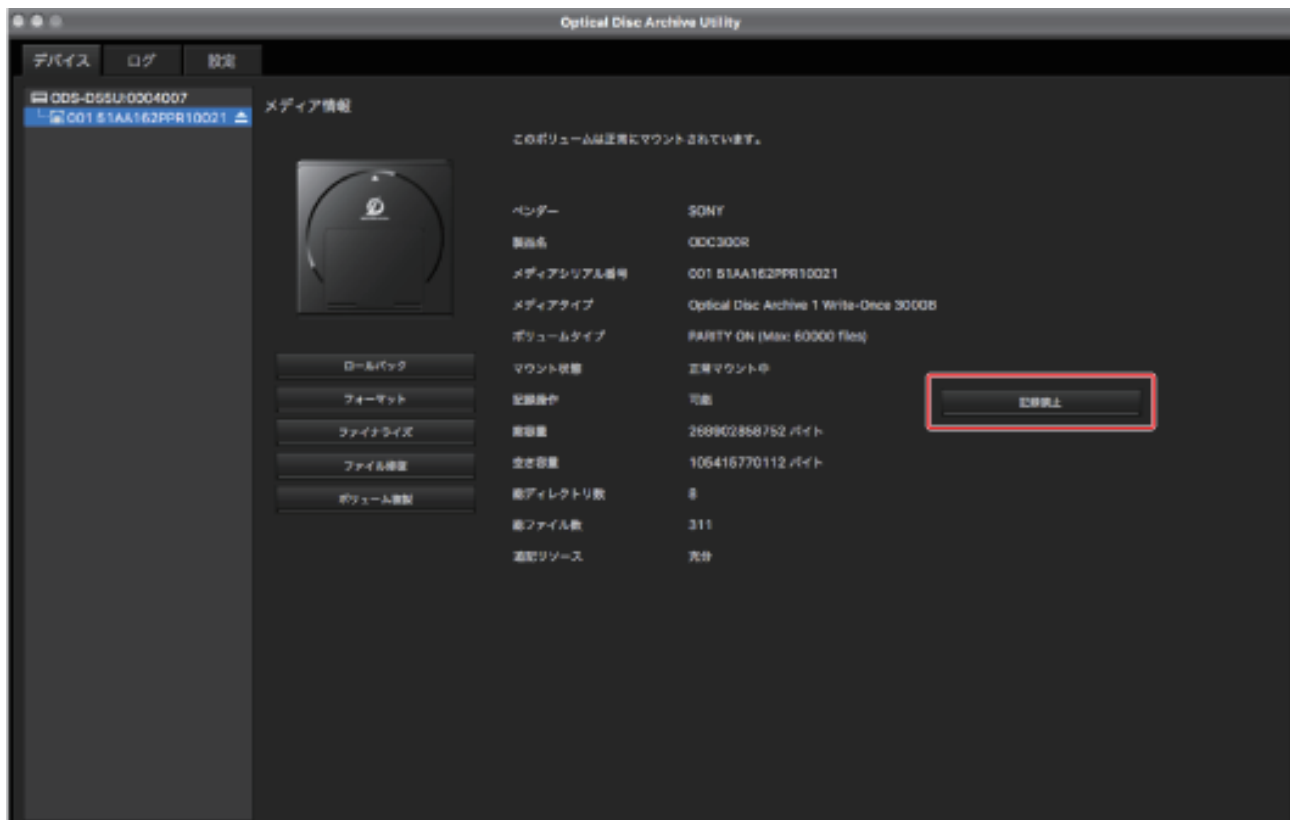 Optical Disc Archive Utility
デバイス ログ 設定
ODS-D55U:0004007
001 51AA162PPR10021
メディア情報
このボリュームは正常にマウントされています。
ベンダー SONY
製品名 ODC300R
メディアシリアル番号 001 51AA162PPR10021
メディアタイプ Optical Disc Archive 1 Write-Once 300GB
ボリュームタイプ PARITY ON (Max: 60000 files)
ロールバック マウント状態 正常マウント中
フォーマット 記録操作 可能 記録禁止
ファイナライズ 総容量 268902868752 バイト
ファイル修復 空き容量 105415770112 バイト
ボリューム複製 総ディレクトリ数 8
総ファイル数 311
追記リソース 充分